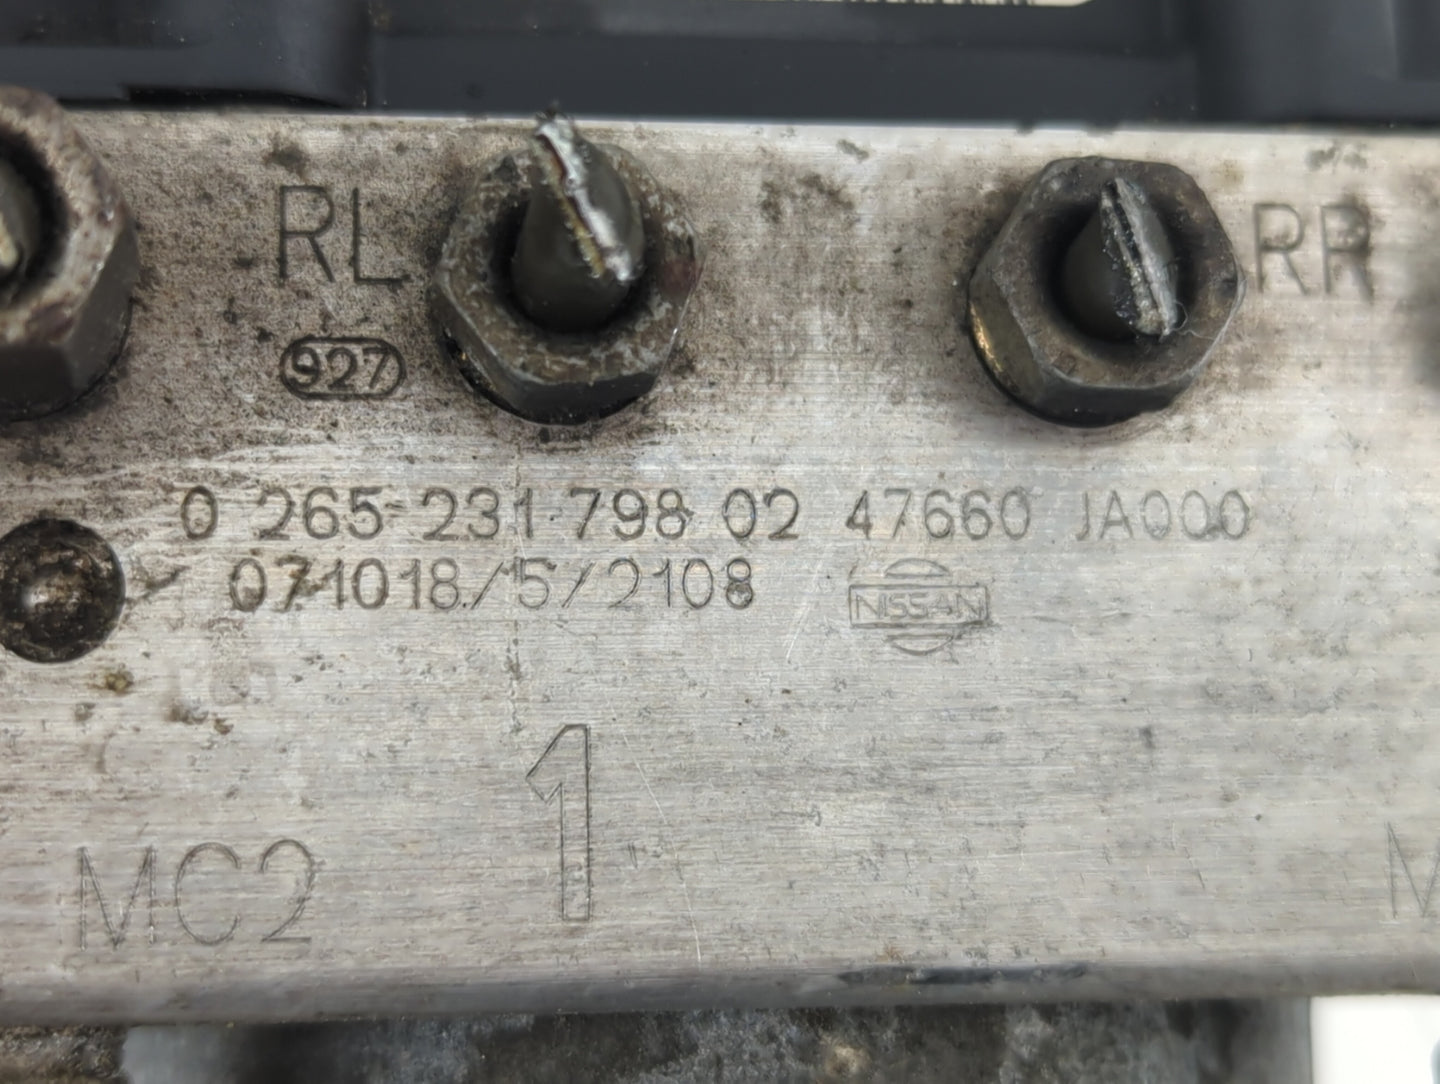 RL
RR
927
0 265 231 798 02 47660 JA000
071018/5/2108
NISSAN
1
MC2
M